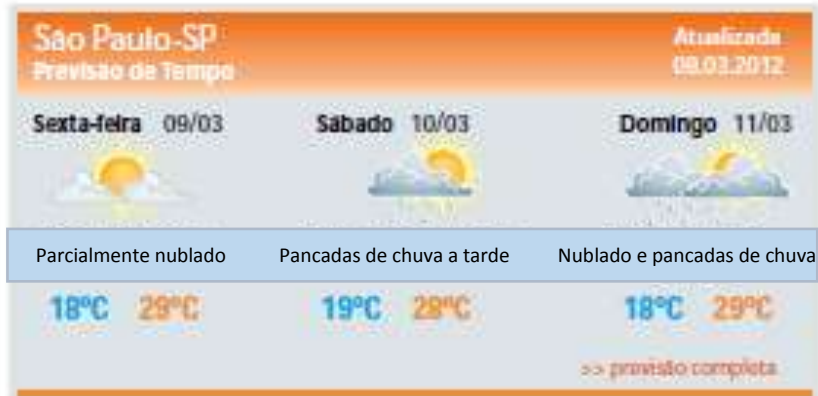 São Paulo-SP
Previsão de Tempo
Atualizada
09.03.2012
Sexta-feira 09/03
Sábado 10/03
Domingo 11/03
Parcialmente nublado
Pancadas de chuva a tarde
Nublado e pancadas de chuva
18ºC 29ºC
19ºC 28ºC
18ºC 29ºC
>> previsão completa